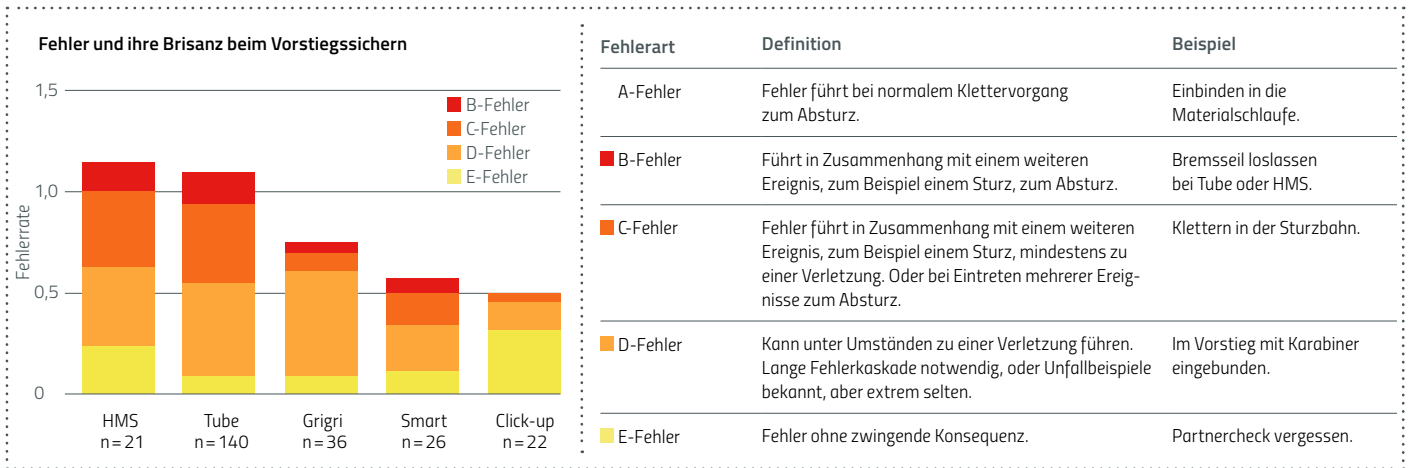 Fehler und ihre Brisanz beim Vorstiegssichern
1,5
1,0
0,5
0
Fehlerrate
B-Fehler
C-Fehler
D-Fehler
E-Fehler
HMS
n=21
Tube
n=140
Grigri
n=36
Smart
n=26
Click-up
n=22
Fehlerart Definition Beispiel
A-Fehler Fehler führt bei normalem Klettervorgang Einbinden in die
zum Absturz. Materialschlaufe.
B-Fehler Führt in Zusammenhang mit einem weiteren Bremsseil loslassen
Ereignis, zum Beispiel einem Sturz, zum Absturz. bei Tube oder HMS.
C-Fehler Fehler führt in Zusammenhang mit einem weiteren Klettern in der Sturzbahn.
Ereignis, zum Beispiel einem Sturz, mindestens zu
einer Verletzung. Oder bei Eintreten mehrerer Ereig-
nisse zum Absturz.
D-Fehler Kann unter Umständen zu einer Verletzung führen. Im Vorstieg mit Karabiner
Lange Fehlerkaskade notwendig, oder Unfallbeispiele eingebunden.
bekannt, aber extrem selten.
E-Fehler Fehler ohne zwingende Konsequenz. Partnercheck vergessen.